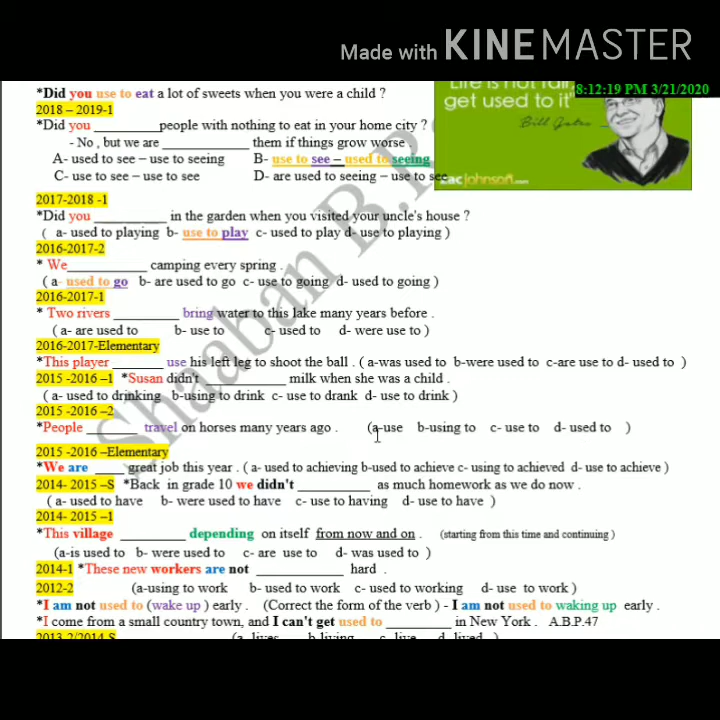 Made with KINEMASTER
*Did you use to eat a lot of sweets when you were a child ?
Life is not fair,
get used to it"
Bill Gates
8:12:19 PM 3/21/2020
ZacJohnson.com
2018 – 2019-1
*Did you __________people with nothing to eat in your home city ?
- No , but we are _____________ them if things grow worse .
A- used to see – use to seeing B- use to see – used to seeing
C- use to see – use to see D- are used to seeing – use to see
2017-2018 -1
*Did you ___________ in the garden when you visited your uncle's house ?
( a- used to playing b- use to play c- used to play d- use to playing )
2016-2017-2
* We____________ camping every spring .
( a- used to go b- are used to go c- use to going d- used to going )
2016-2017-1
* Two rivers __________ bring water to this lake many years before .
(a- are used to b- use to c- used to d- were use to )
2016-2017-Elementary
*This player ________ use his left leg to shoot the ball . (a-was used to b-were used to c-are use to d- used to )
2015 -2016 –1 *Susan didn't _____________ milk when she was a child .
( a- used to drinking b-using to drink c- use to drank d- use to drink )
2015 -2016 –2
*People _______ travel on horses many years ago . (a-use b-using to c- use to d- used to )
2015 -2016 –Elementary
*We are ____ great job this year . ( a- used to achieving b-used to achieve c- using to achieved d- use to achieve )
2014- 2015 –S *Back in grade 10 we didn't __________ as much homework as we do now .
( a- used to have b- were used to have c- use to having d- use to have )
2014- 2015 –1
*This village _________ depending on itself from now and on . (starting from this time and continuing )
(a-is used to b- were used to c- are use to d- was used to )
2014-1 *These new workers are not ____________ hard .
2012-2 (a-using to work b- used to work c- used to working d- use to work )
*I am not used to (wake up ) early . (Correct the form of the verb ) - I am not used to waking up early .
*I come from a small country town, and I can't get used to _________ in New York . A.B.P.47
2013-2/2014-S (a- lives b-living c- live d- lived )
Shaaban B.P